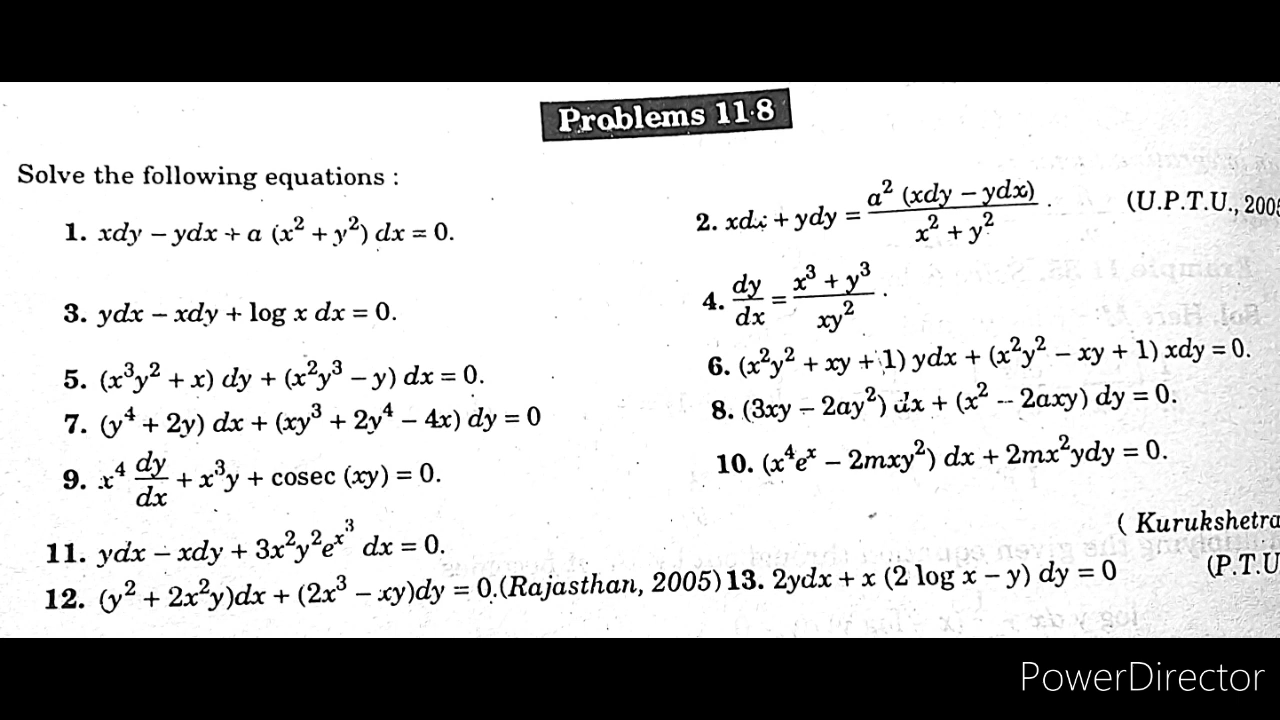 Problems 11·8
Solve the following equations :
1. xdy – ydx + a (x² + y²) dx = 0.
2. xdx + ydy = a² (xdy – ydx) / x² + y² . (U.P.T.U., 2005
3. ydx – xdy + log x dx = 0.
4. dy/dx = x³ + y³ / xy² .
5. (x³y² + x) dy + (x²y³ – y) dx = 0.
6. (x²y² + xy + 1) ydx + (x²y² – xy + 1) xdy = 0.
7. (y⁴ + 2y) dx + (xy³ + 2y⁴ – 4x) dy = 0
8. (3xy – 2ay²) dx + (x² -- 2axy) dy = 0.
9. x⁴ dy/dx + x³y + cosec (xy) = 0.
10. (x⁴eˣ – 2mxy²) dx + 2mx²ydy = 0.
( Kurukshetra
11. ydx – xdy + 3x²y²e^x³ dx = 0.
(P.T.U
12. (y² + 2x²y)dx + (2x³ – xy)dy = 0.(Rajasthan, 2005) 13. 2ydx + x (2 log x – y) dy = 0
PowerDirector